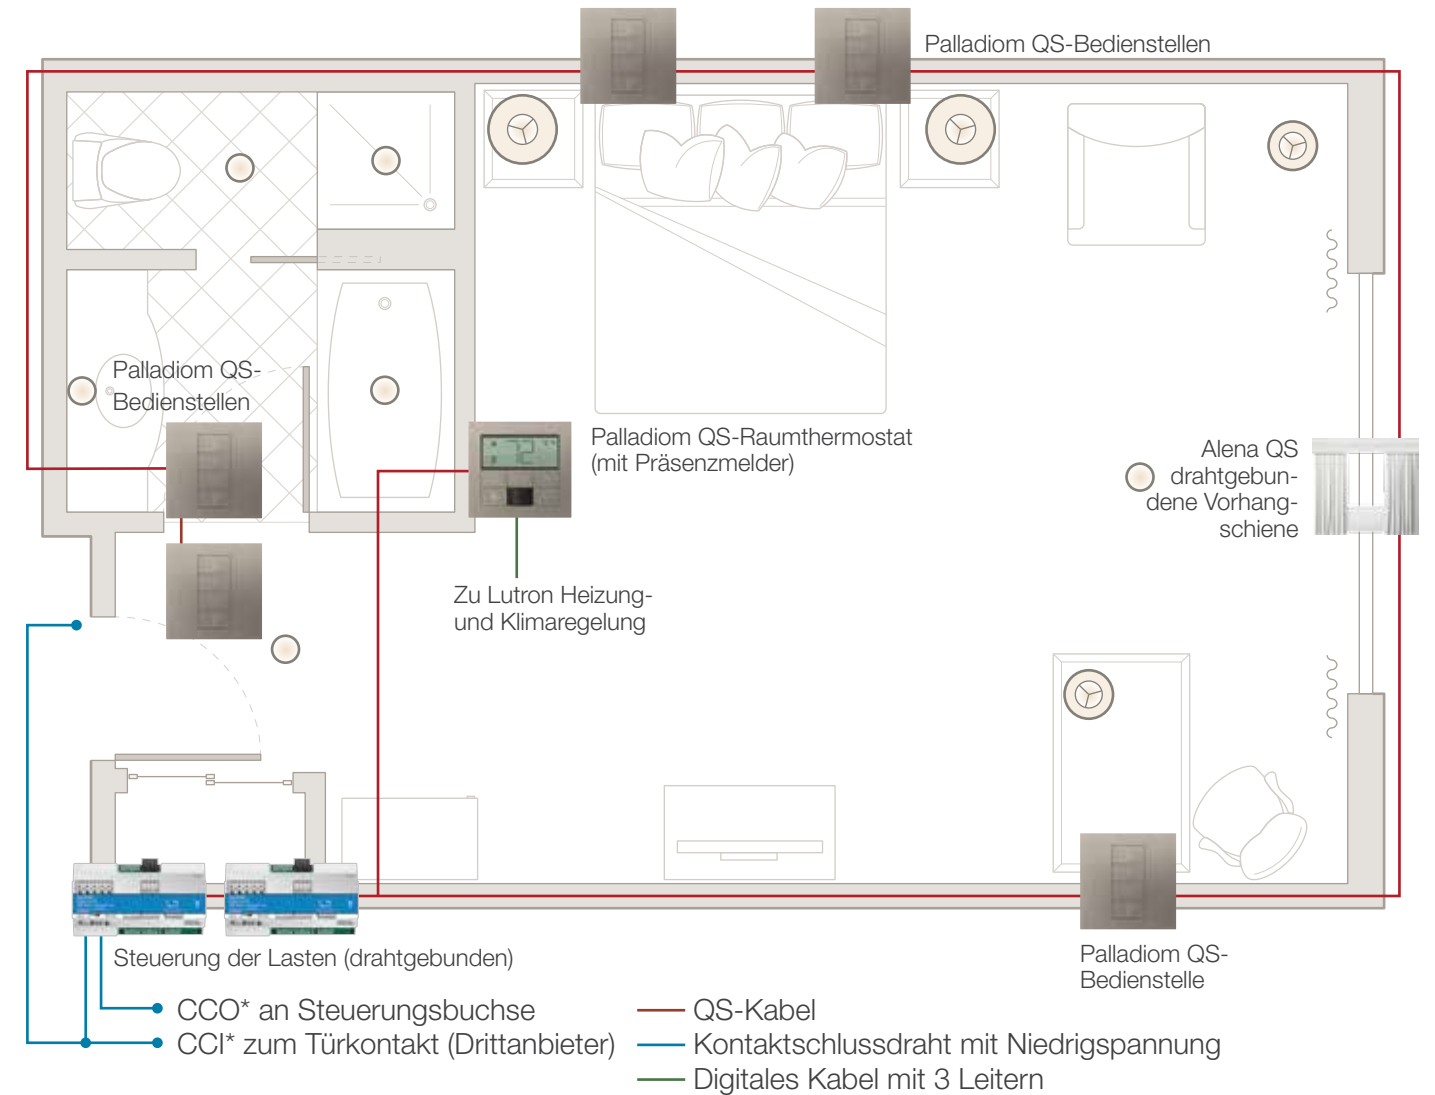 Palladiom QS-Bedienstellen
Palladiom QS-
Bedienstellen
Palladiom QS-Raumthermostat
(mit Präsenzmelder)
Alena QS
drahtgebun-
dene Vorhang-
schiene
Zu Lutron Heizung-
und Klimaregelung
Steuerung der Lasten (drahtgebunden)
Palladiom QS-
Bedienstelle
CCO* an Steuerungsbuchse
CCI* zum Türkontakt (Drittanbieter)
QS-Kabel
Kontaktschlussdraht mit Niedrigspannung
Digitales Kabel mit 3 Leitern